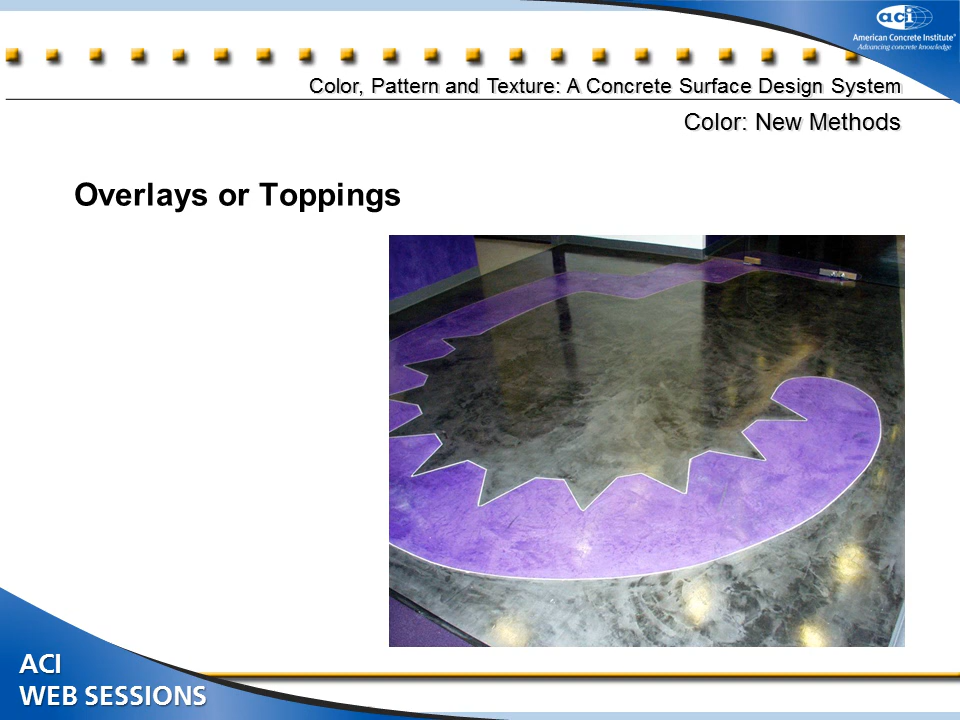 aci
American Concrete Institute®
Advancing concrete knowledge
Color, Pattern and Texture: A Concrete Surface Design System
Color: New Methods
Overlays or Toppings
ACI
WEB SESSIONS